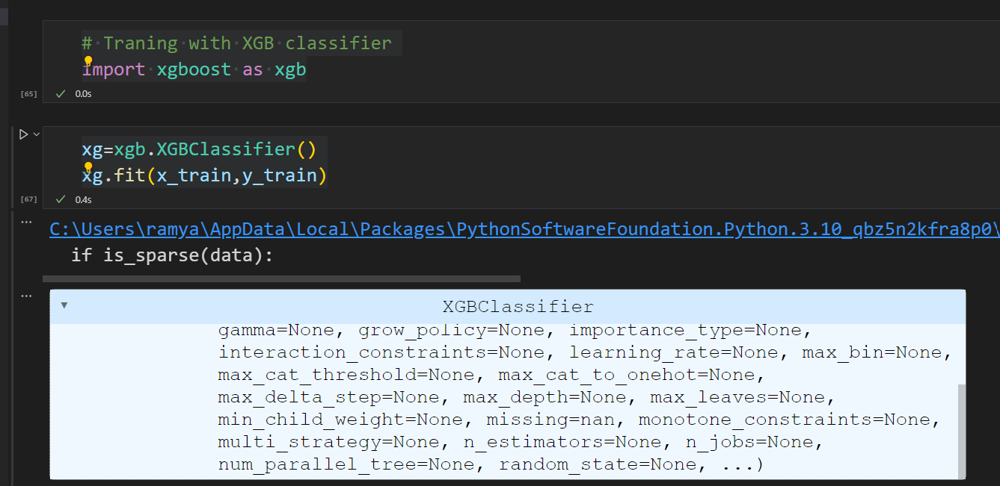 # Traning with XGB classifier
import xgboost as xgb
[65]
0.0s
xg=xgb.XGBClassifier()
xg.fit(x_train,y_train)
[67]
0.4s
...
C:\Users\ramya\AppData\Local\Packages\PythonSoftwareFoundation.Python.3.10_qbz5n2kfra8p0\
if is_sparse(data):
...
XGBClassifier
gamma=None, grow_policy=None, importance_type=None,
interaction_constraints=None, learning_rate=None, max_bin=None,
max_cat_threshold=None, max_cat_to_onehot=None,
max_delta_step=None, max_depth=None, max_leaves=None,
min_child_weight=None, missing=nan, monotone_constraints=None,
multi_strategy=None, n_estimators=None, n_jobs=None,
num_parallel_tree=None, random_state=None, ...)